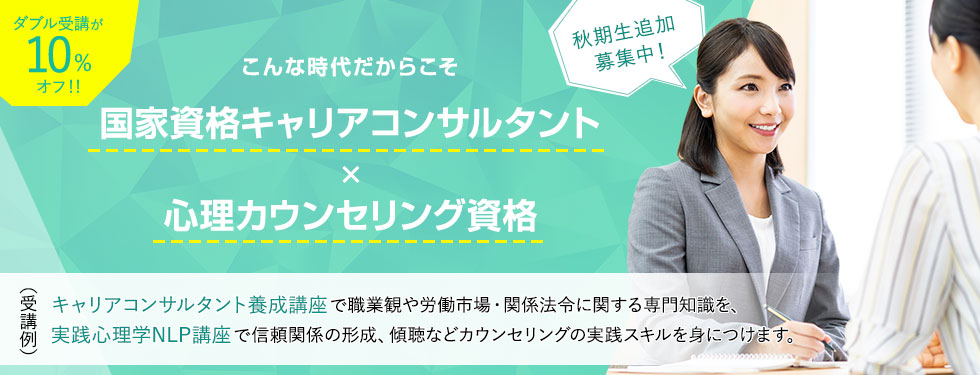 ダブル受講が
10%
オフ!!
秋期生追加
募集中!
こんな時代だからこそ
国家資格キャリアコンサルタント
×
心理カウンセリング資格
(受講例)
キャリアコンサルタント養成講座で職業観や労働市場・関係法令に関する専門知識を、
実践心理学NLP講座で信頼関係の形成、傾聴などカウンセリングの実践スキルを身につけます。